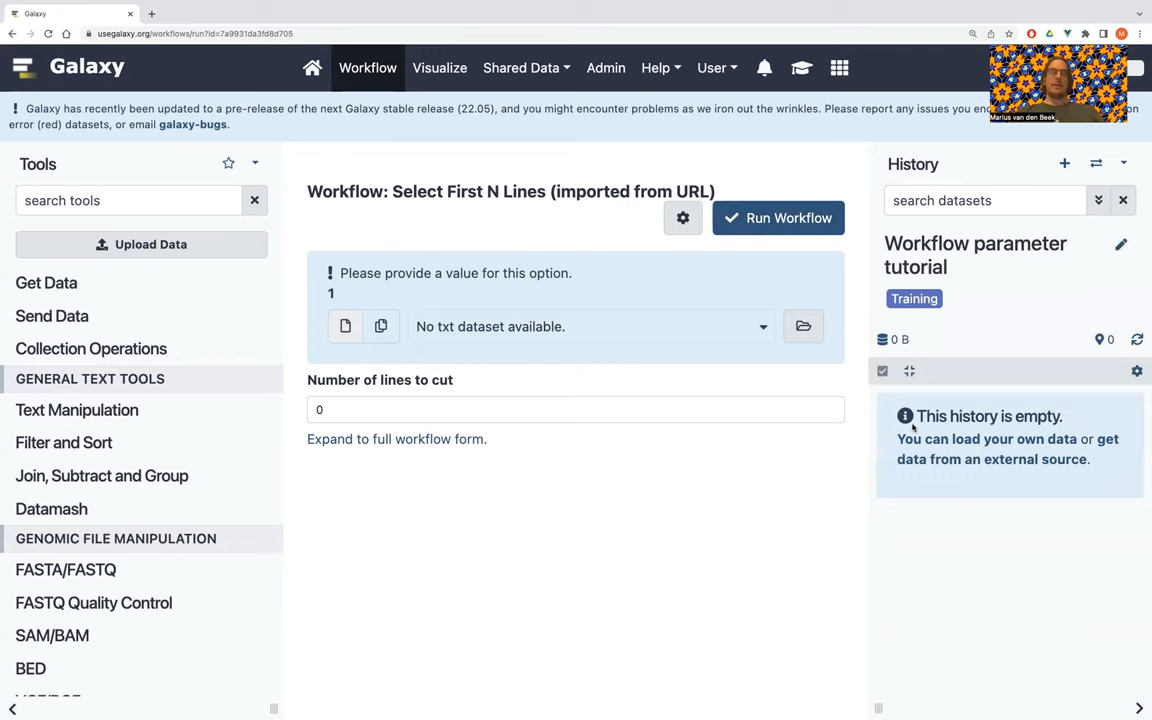 Galaxy
usegalaxy.org/workflows/run?id=7a9931da3fd8d705
M
Galaxy
Workflow
Visualize
Shared Data
Admin
Help
User
Marius van den Beek
! Galaxy has recently been updated to a pre-release of the next Galaxy stable release (22.05), and you might encounter problems as we iron out the wrinkles. Please report any issues you
error (red) datasets, or email galaxy-bugs.
Tools
search tools
Upload Data
Get Data
Send Data
Collection Operations
GENERAL TEXT TOOLS
Text Manipulation
Filter and Sort
Join, Subtract and Group
Datamash
GENOMIC FILE MANIPULATION
FASTA/FASTQ
FASTQ Quality Control
SAM/BAM
BED
Workflow: Select First N Lines (imported from URL)
Run Workflow
! Please provide a value for this option.
1
No txt dataset available.
Number of lines to cut
0
Expand to full workflow form.
History
search datasets
Workflow parameter
tutorial
Training
0 B
0
This history is empty.
You can load your own data or get
data from an external source.